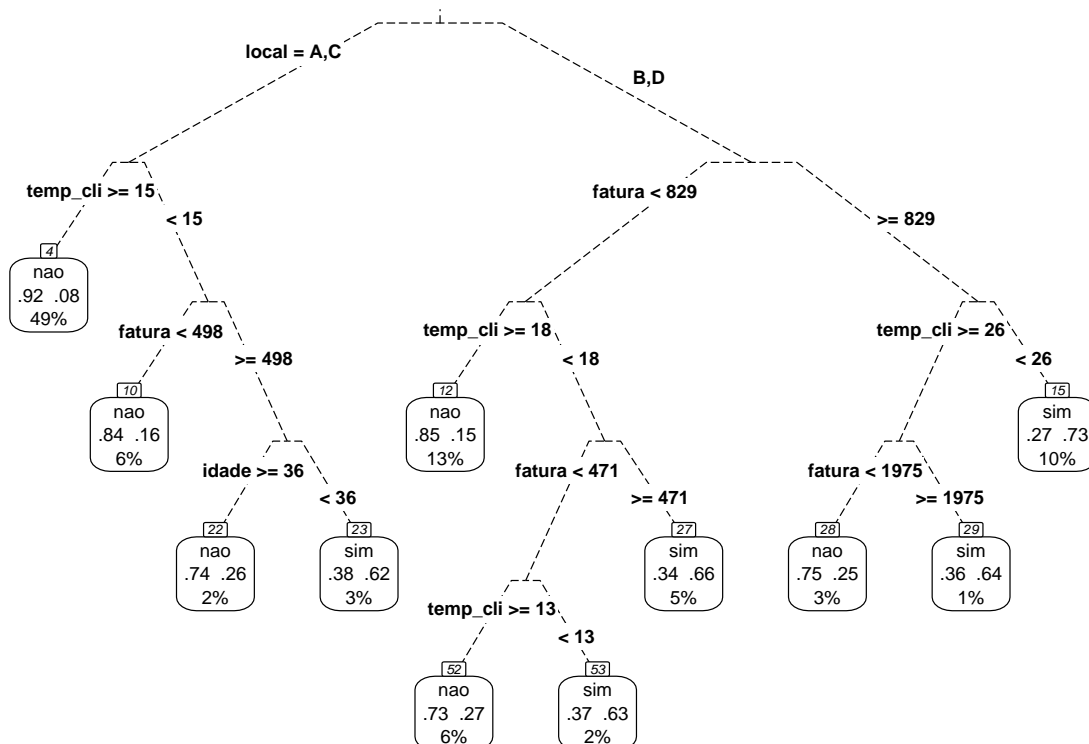 local = A,C
B,D
temp_cli >= 15
< 15
fatura < 829
>= 829
4
nao
.92 .08
49%
fatura < 498
>= 498
temp_cli >= 18
< 18
temp_cli >= 26
< 26
10
nao
.84 .16
6%
12
nao
.85 .15
13%
15
sim
.27 .73
10%
idade >= 36
< 36
fatura < 471
>= 471
fatura < 1975
>= 1975
22
nao
.74 .26
2%
23
sim
.38 .62
3%
27
sim
.34 .66
5%
28
nao
.75 .25
3%
29
sim
.36 .64
1%
temp_cli >= 13
< 13
52
nao
.73 .27
6%
53
sim
.37 .63
2%